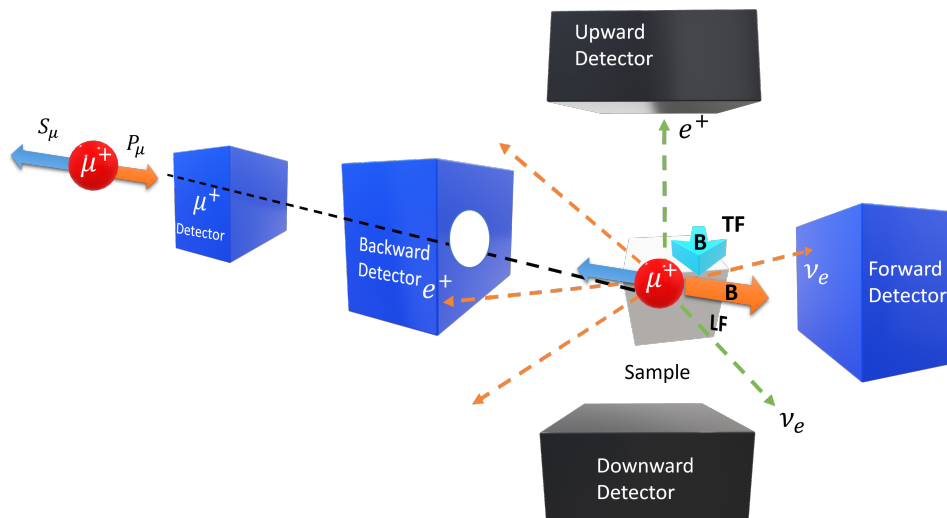 Upward
Detector
e⁺
S_μ
P_μ
μ⁺
μ⁺
Detector
Backward
Detector
e⁺
TF
B
μ⁺
B
LF
ν_e
Forward
Detector
Sample
ν_e
Downward
Detector